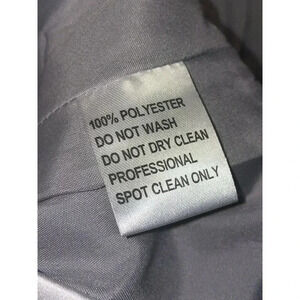 100% POLYESTER
DO NOT WASH
DO NOT DRY CLEAN
PROFESSIONAL
SPOT CLEAN ONLY